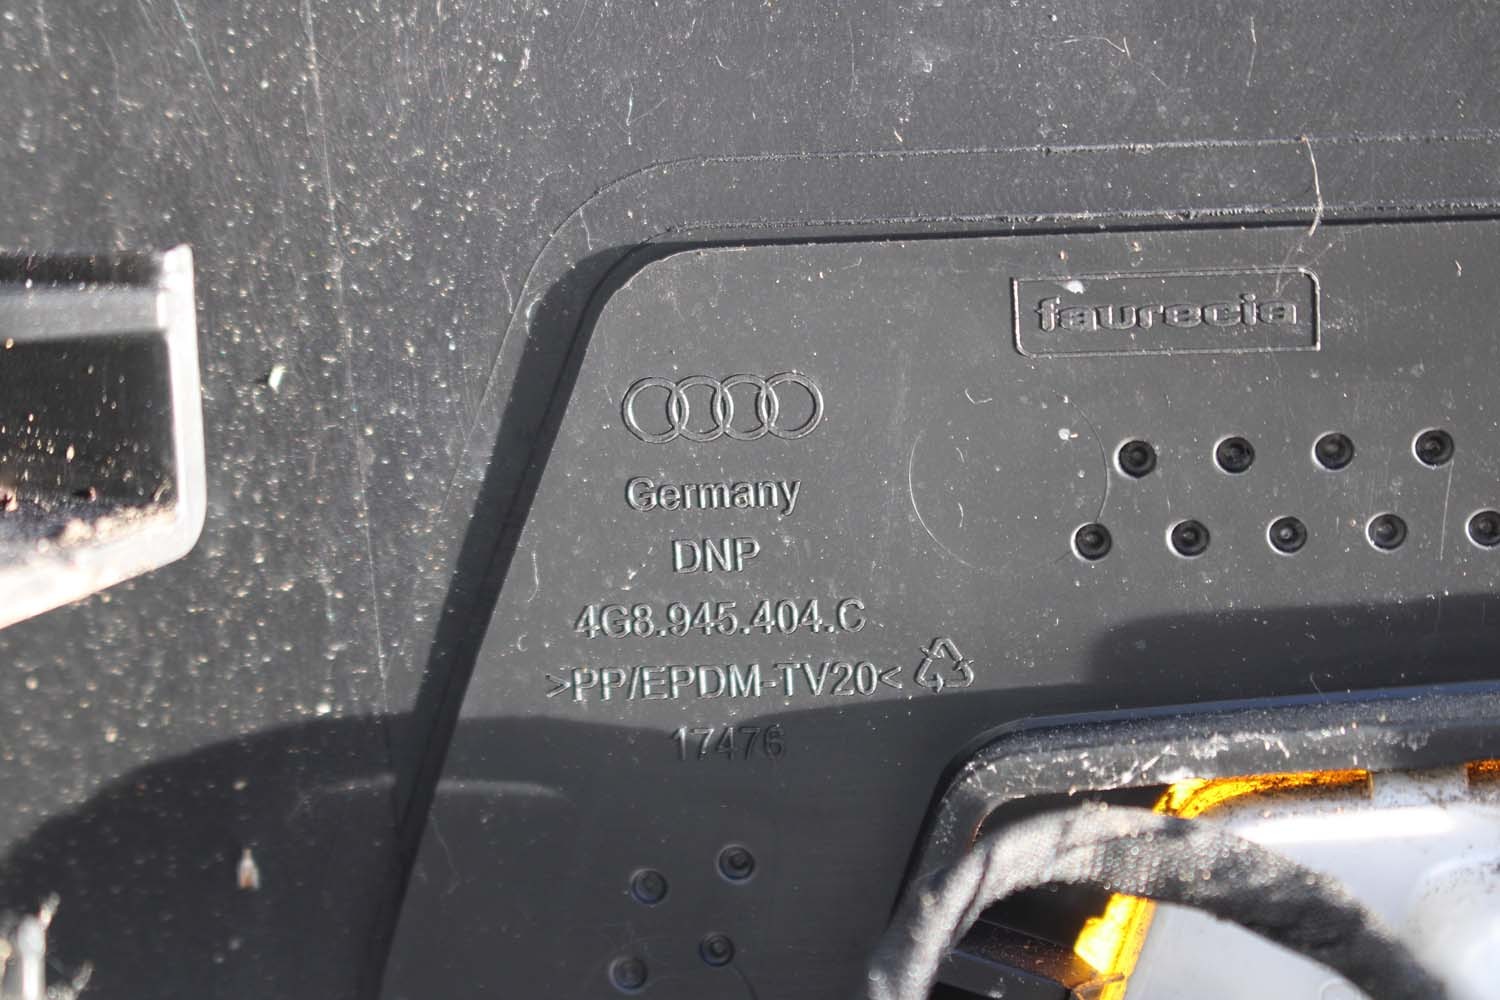 faurecia
Germany
DNP
4G8.945.404.C
>PP/EPDM-TV20<
17476